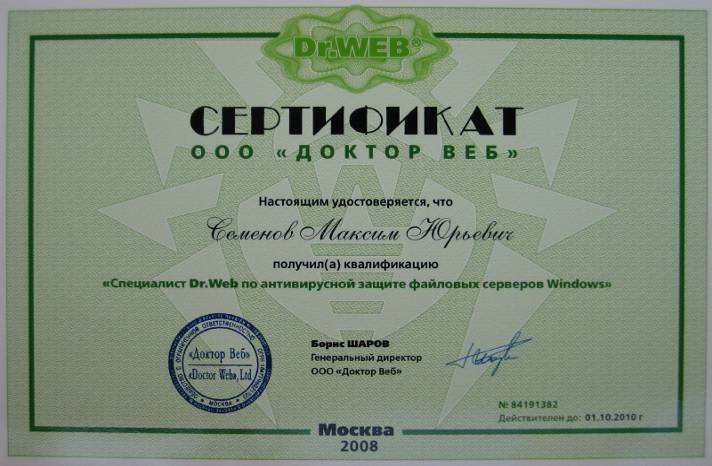 Dr.WEB®
СЕРТИФИКАТ
ООО «ДОКТОР ВЕБ»
Настоящим удостоверяется, что
Семенов Максим Юрьевич
получил(а) квалификацию
«Специалист Dr.Web по антивирусной защите файловых серверов Windows»
«Доктор Веб»
«Doctor Web», Ltd.
МОСКВА
Борис ШАРОВ
Генеральный директор
ООО «Доктор Веб»
№ 84191382
Действителен до: 01.10.2010 г
Москва
2008